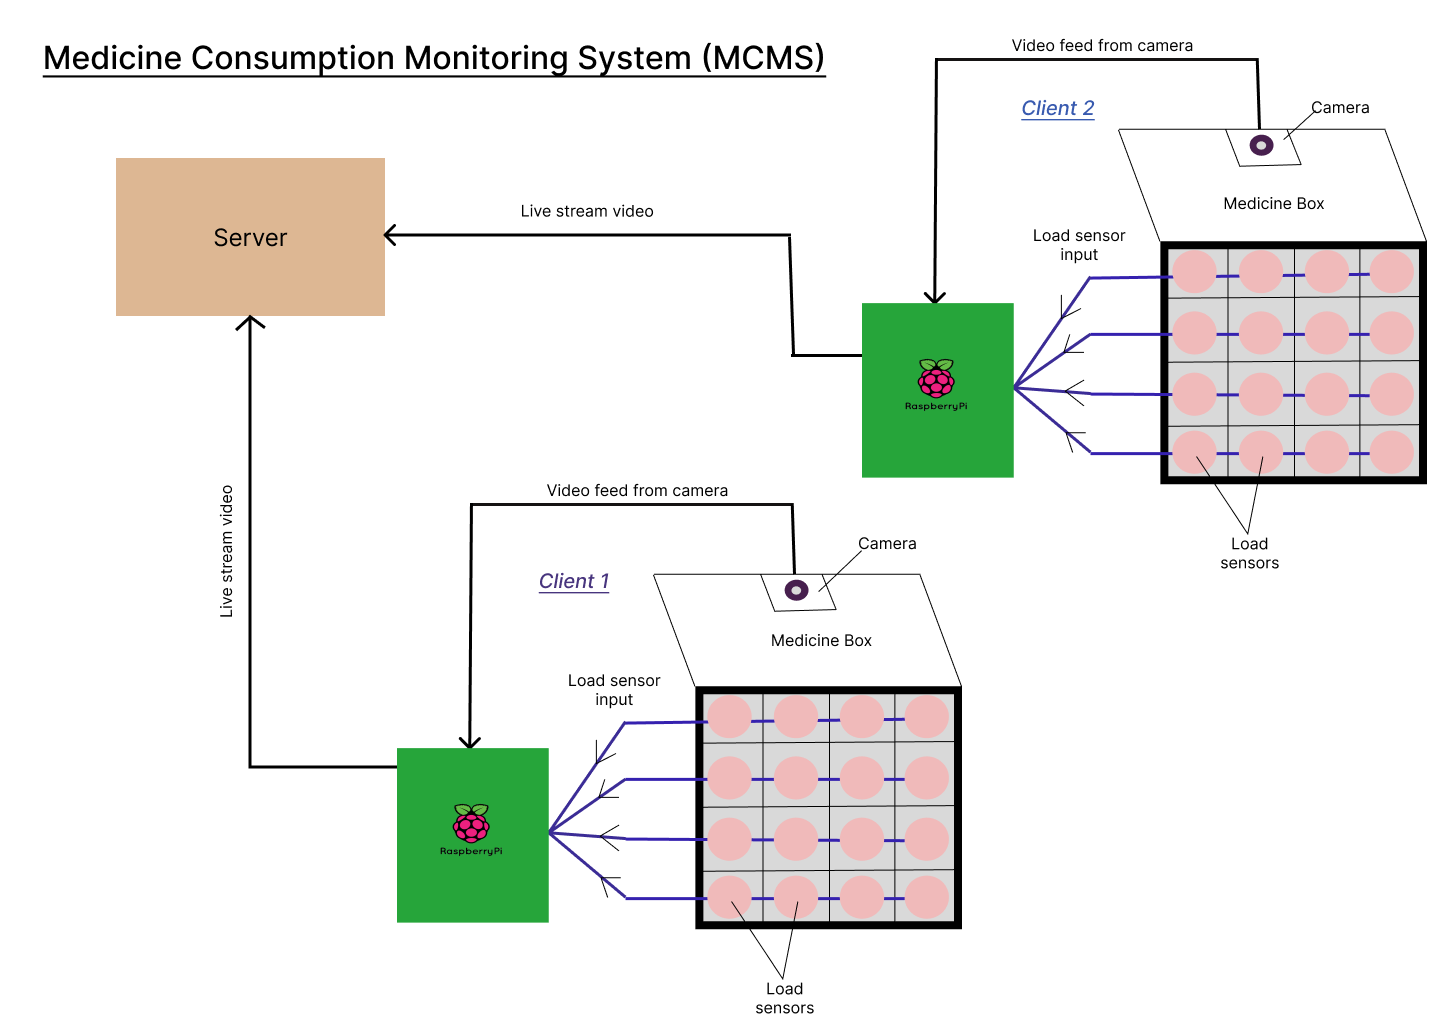 Medicine Consumption Monitoring System (MCMS)
Video feed from camera
Client 2
Camera
Medicine Box
Server
Live stream video
Load sensor
input
RaspberryPi
Load
sensors
Live stream video
Video feed from camera
Client 1
Camera
Medicine Box
Load sensor
input
RaspberryPi
Load
sensors